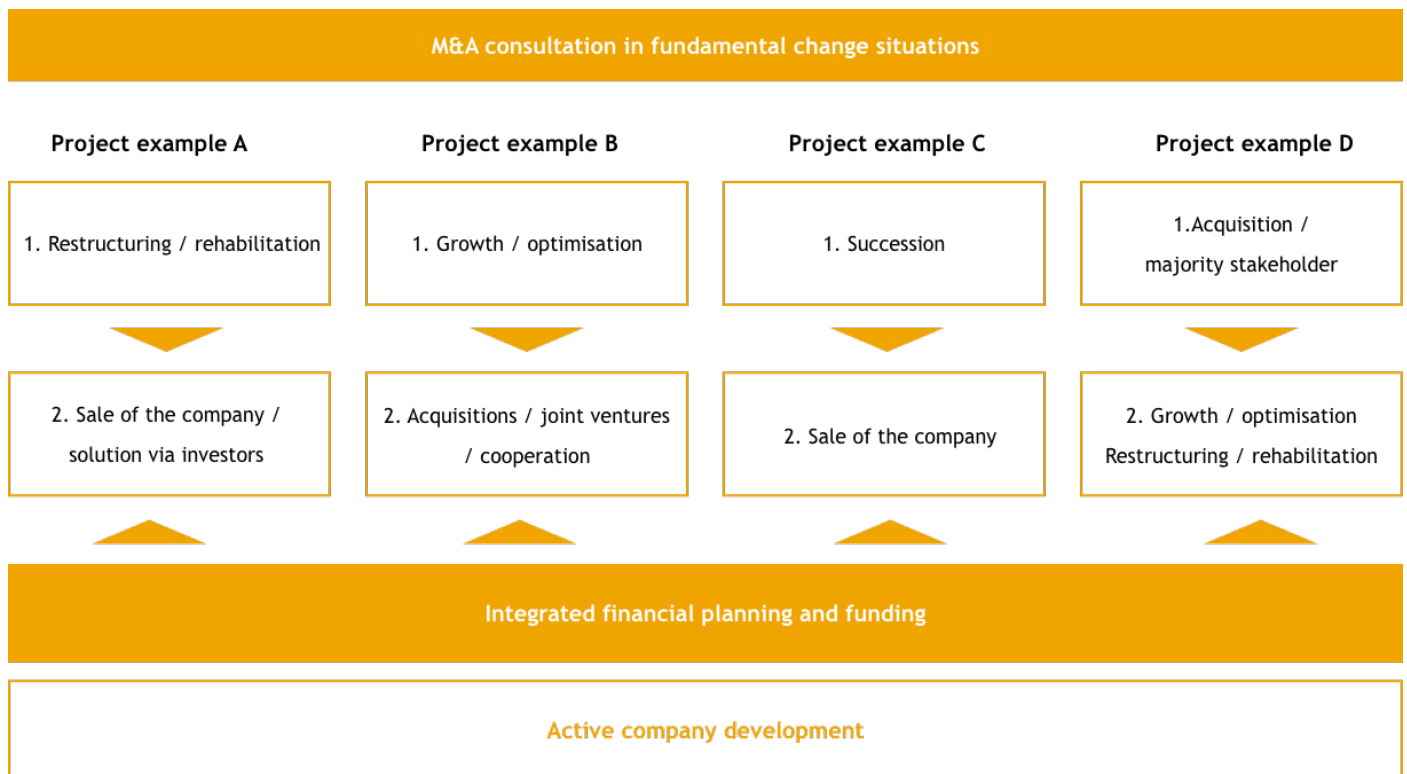 M&A consultation in fundamental change situations
Project example A
Project example B
Project example C
Project example D
1. Restructuring / rehabilitation
1. Growth / optimisation
1. Succession
1.Acquisition /
majority stakeholder
2. Sale of the company /
solution via investors
2. Acquisitions / joint ventures
/ cooperation
2. Sale of the company
2. Growth / optimisation
Restructuring / rehabilitation
Integrated financial planning and funding
Active company development